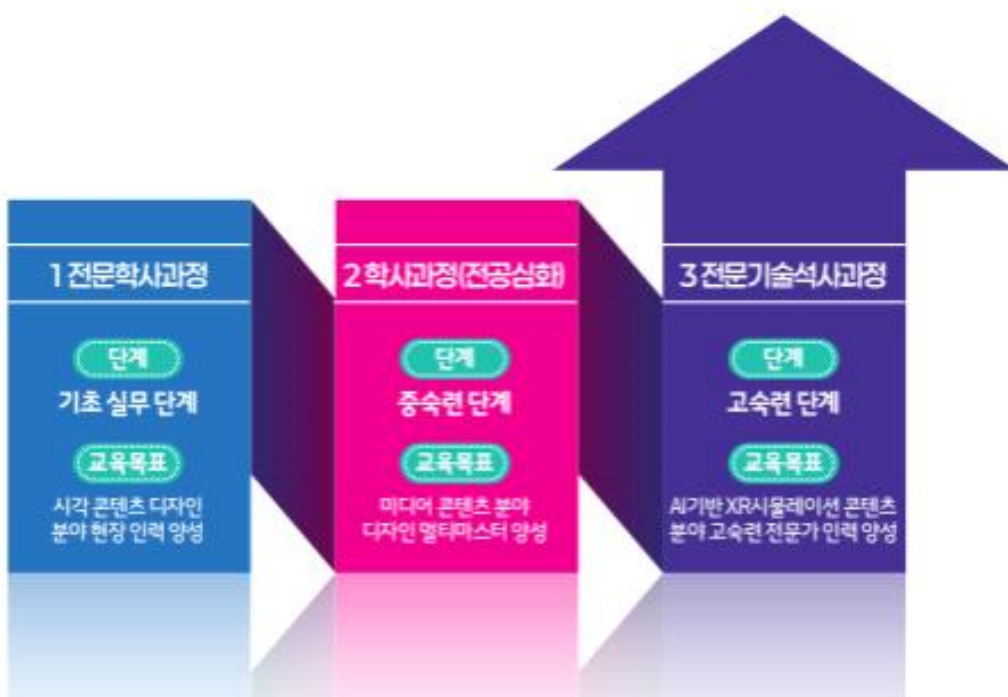 1 전문학사과정
단계
기초 실무 단계
교육목표
시각 콘텐츠 디자인
분야 현장 인력 양성
2 학사과정(전공심화)
단계
중숙련 단계
교육목표
미디어 콘텐츠 분야
디자인 멀티마스터 양성
3 전문기술석사과정
단계
고숙련 단계
교육목표
AI기반 XR시뮬레이션 콘텐츠
분야 고숙련 전문가 인력 양성